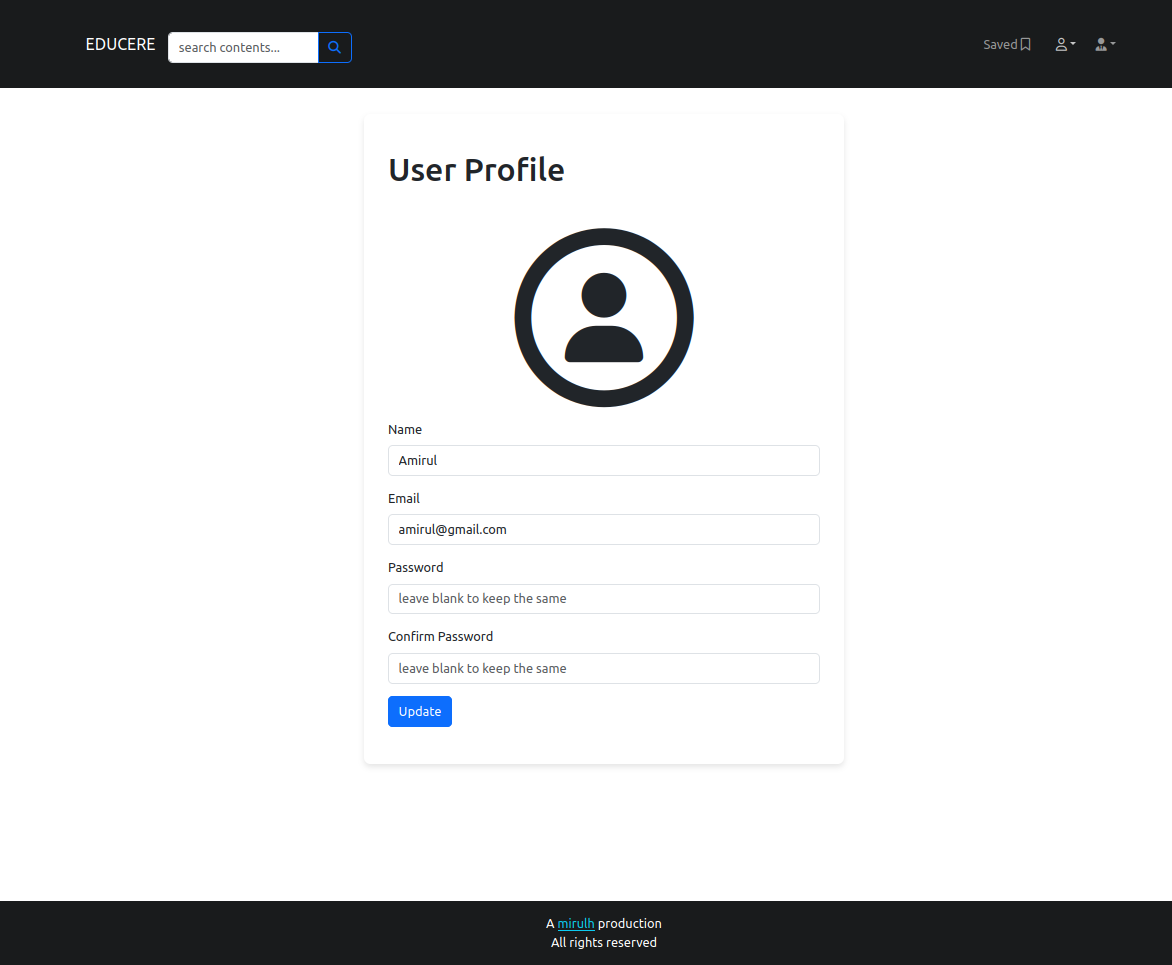 EDUCERE
search contents...
Saved
User Profile
Name
Amirul
Email
amirul@gmail.com
Password
leave blank to keep the same
Confirm Password
leave blank to keep the same
Update
A mirulh production
All rights reserved